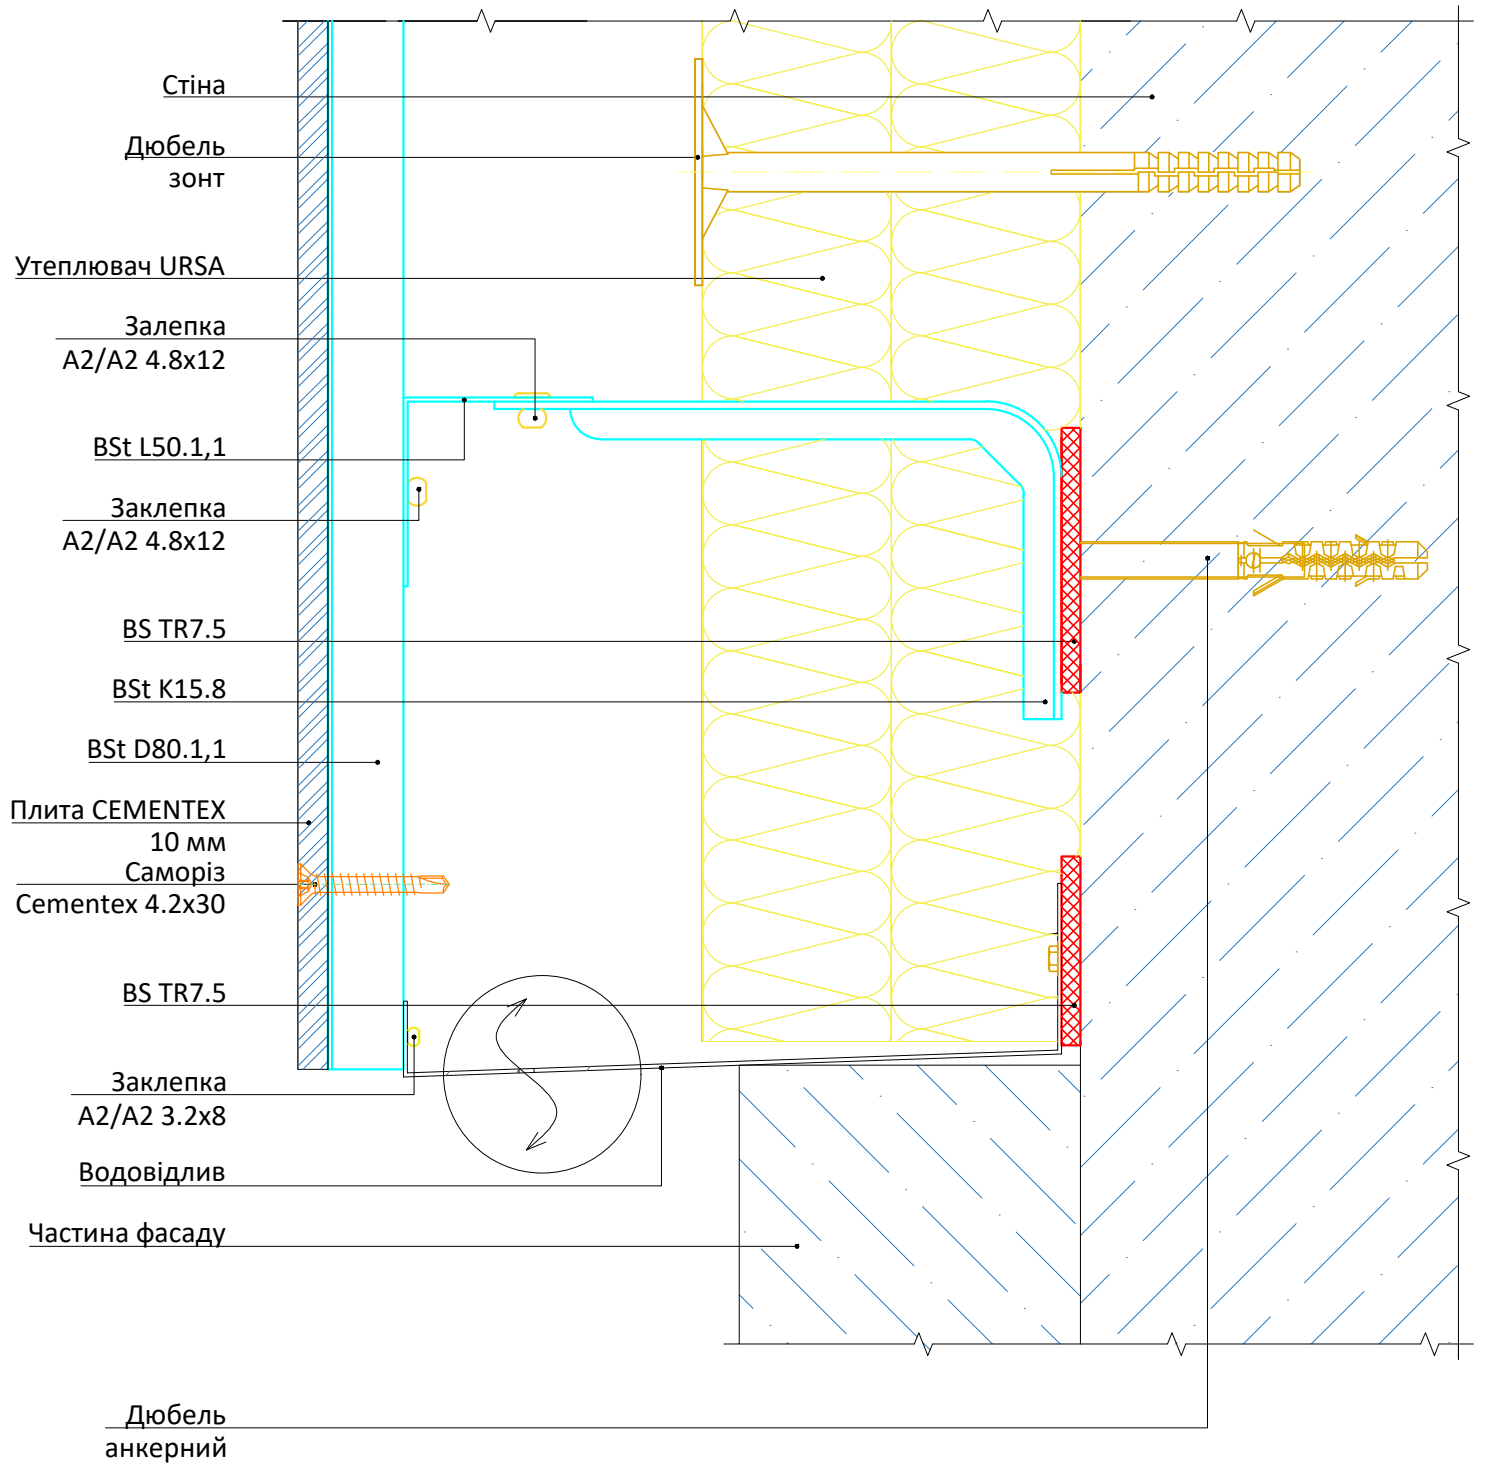 Стіна
Дюбель
зонт
Утеплювач URSA
Залепка
A2/A2 4.8x12
BSt L50.1,1
Заклепка
A2/A2 4.8x12
BS TR7.5
BSt K15.8
BSt D80.1,1
Плита CEMENTEX
10 мм
Саморіз
Cementex 4.2x30
BS TR7.5
Заклепка
A2/A2 3.2x8
Водовідлив
Частина фасаду
Дюбель
анкерний